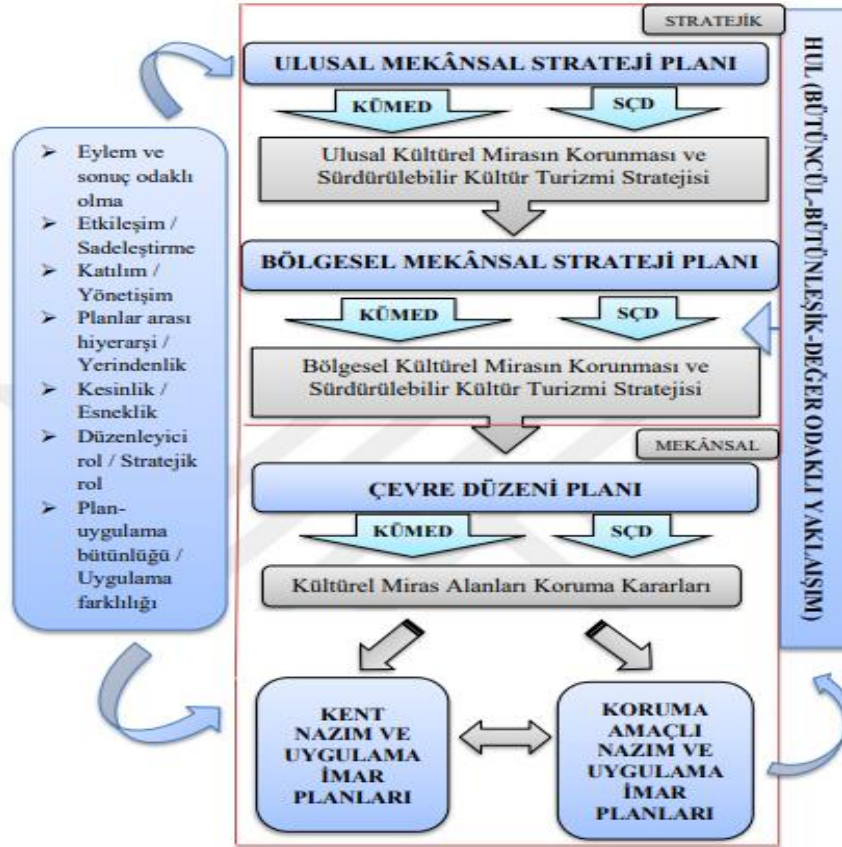 STRATEJİK
ULUSAL MEKÂNSAL STRATEJİ PLANI
KÜMED
SÇD
Ulusal Kültürel Mirasın Korunması ve
Sürdürülebilir Kültür Turizmi Stratejisi
BÖLGESEL MEKÂNSAL STRATEJİ PLANI
KÜMED
SÇD
Bölgesel Kültürel Mirasın Korunması ve
Sürdürülebilir Kültür Turizmi Stratejisi
MEKÂNSAL
ÇEVRE DÜZENİ PLANI
KÜMED
SÇD
Kültürel Miras Alanları Koruma Kararları
KENT
NAZIM VE
UYGULAMA
İMAR
PLANLARI
KORUMA
AMAÇLI
NAZIM VE
UYGULAMA
İMAR
PLANLARI
Eylem ve
sonuç odaklı
olma
Etkileşim /
Sadeleştirme
Katılım /
Yönetişim
Planlar arası
hiyerarşi /
Yerindenlik
Kesinlik /
Esneklik
Düzenleyici
rol / Stratejik
rol
Plan-
uygulama
bütünlüğü /
Uygulama
farklılığı
HUL (BÜTÜNCÜL-BÜTÜNLEŞİK-DEĞER ODAKLI YAKLAIŞIM)